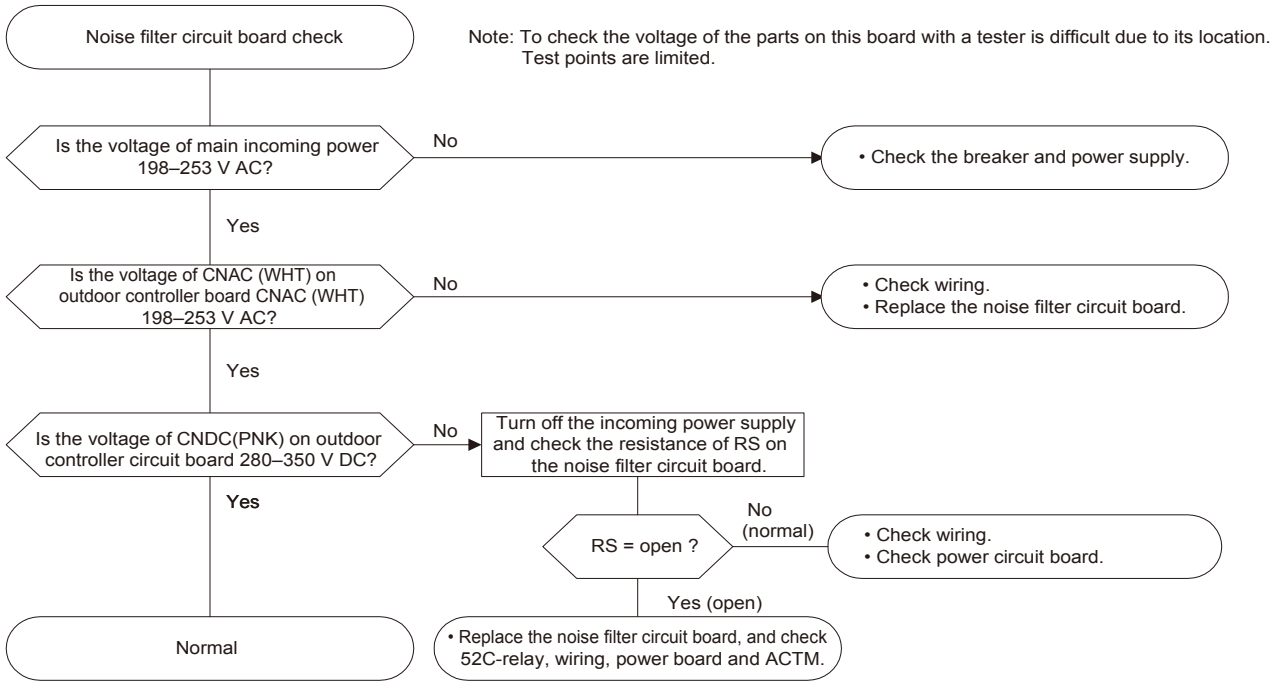 Noise filter circuit board check
Note: To check the voltage of the parts on this board with a tester is difficult due to its location.
Test points are limited.
Is the voltage of main incoming power
198–253 V AC?
No
• Check the breaker and power supply.
Yes
Is the voltage of CNAC (WHT) on
outdoor controller board CNAC (WHT)
198–253 V AC?
No
• Check wiring.
• Replace the noise filter circuit board.
Yes
Is the voltage of CNDC(PNK) on outdoor
controller circuit board 280–350 V DC?
No
Turn off the incoming power supply
and check the resistance of RS on
the noise filter circuit board.
Yes
RS = open ?
No
(normal)
• Check wiring.
• Check power circuit board.
Yes (open)
• Replace the noise filter circuit board, and check
52C-relay, wiring, power board and ACTM.
Normal